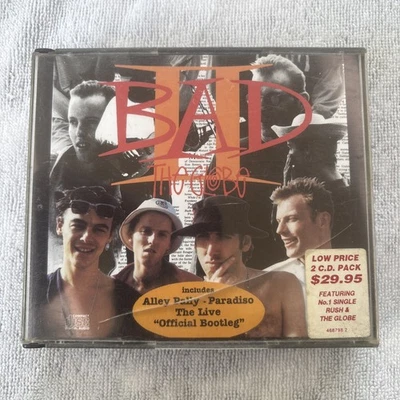 II
BAD
THE GLOBE
includes
Alley Pally - Paradiso
The Live
"Official Bootleg"
LOW PRICE
2 C.D. PACK
$29.95
FEATURING
No.1 SINGLE
RUSH &
THE GLOBE